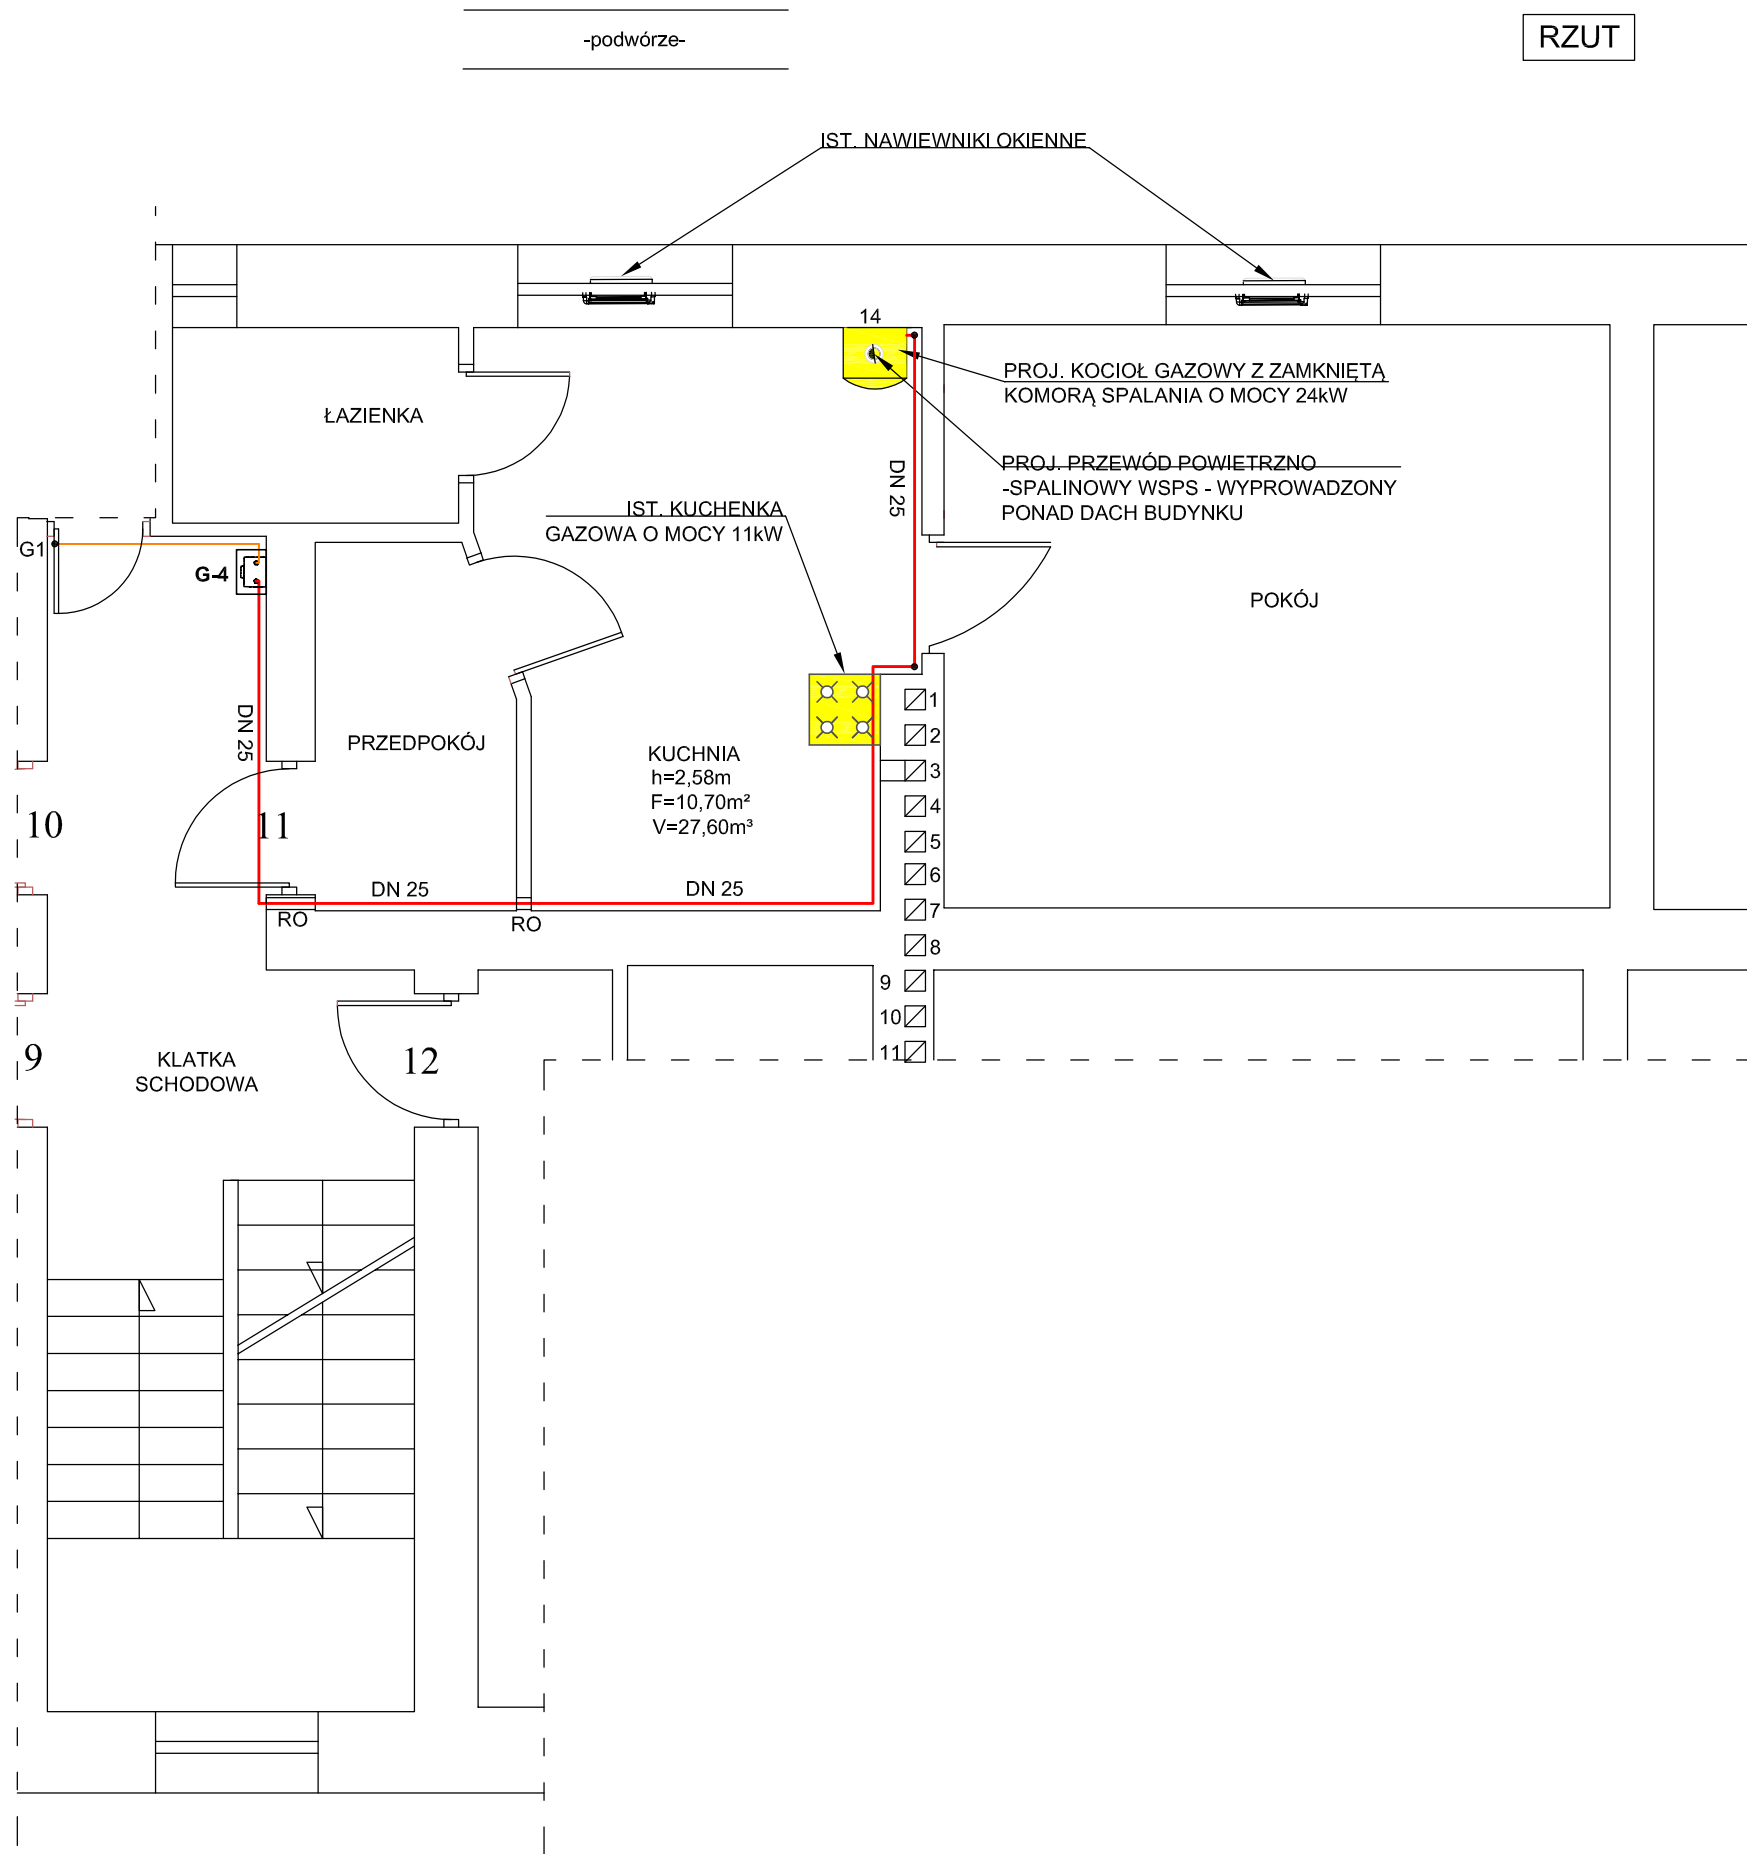 -podwórze-
RZUT
IST. NAWIEWNIKI OKIENNE
14
PROJ. KOCIOŁ GAZOWY Z ZAMKNIĘTĄ
KOMORĄ SPALANIA O MOCY 24kW
ŁAZIENKA
PROJ. PRZEWÓD POWIETRZNO
-SPALINOWY WSPS - WYPROWADZONY
PONAD DACH BUDYNKU
DN 25
IST. KUCHENKA
GAZOWA O MOCY 11kW
G1
G-4
POKÓJ
DN 25
PRZEDPOKÓJ
KUCHNIA
h=2,58m
F=10,70m²
V=27,60m³
1
2
3
4
5
6
7
8
9
10
11
10
11
DN 25
DN 25
RO
RO
9
KLATKA
SCHODOWA
12